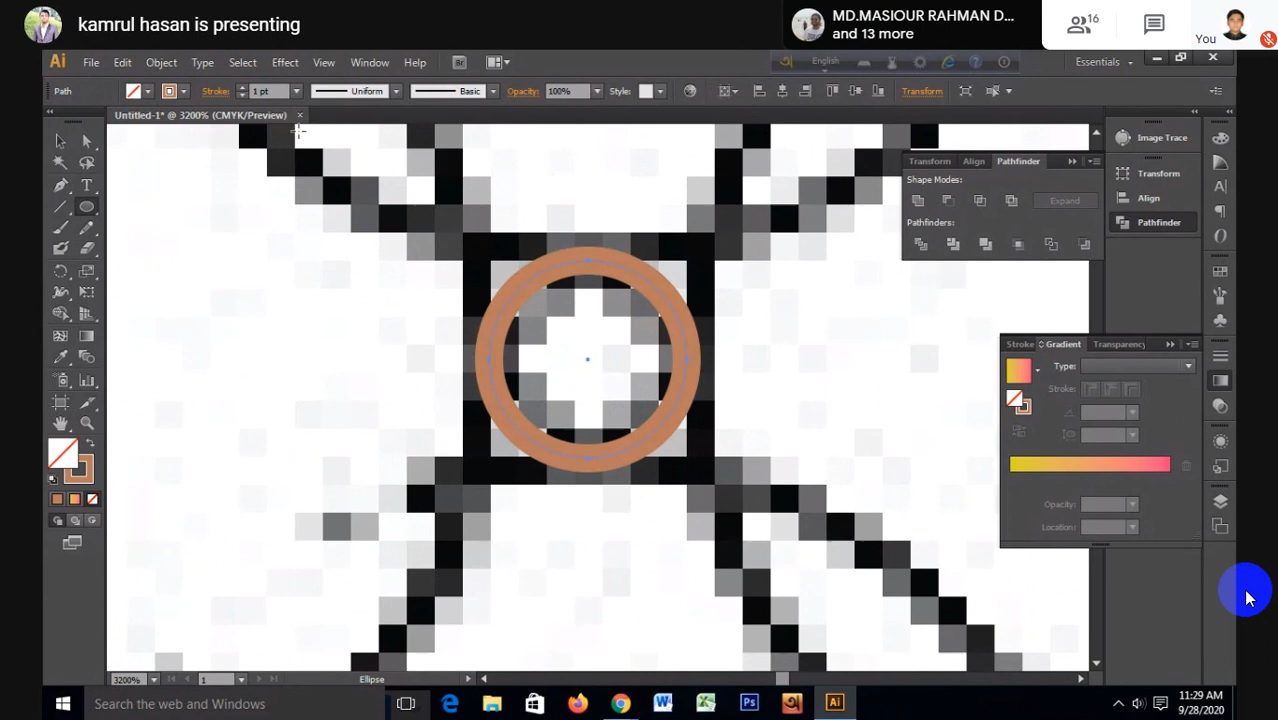 kamrul hasan is presenting
MD.MASIOUR RAHMAN D...
and 13 more
16
You
Ai File Edit Object Type Select Effect View Window Help Br English Essentials
Path Stroke: 1 pt Uniform Basic Opacity: 100% Style: Transform
Untitled-1* @ 3200% (CMYK/Preview)
Transform Align Pathfinder
Shape Modes:
Expand
Pathfinders:
Image Trace
Transform
Align
Pathfinder
Stroke Gradient Transparency
Type:
Stroke:
Opacity:
Location:
3200% 1 Ellipse
Search the web and Windows
11:29 AM
9/28/2020